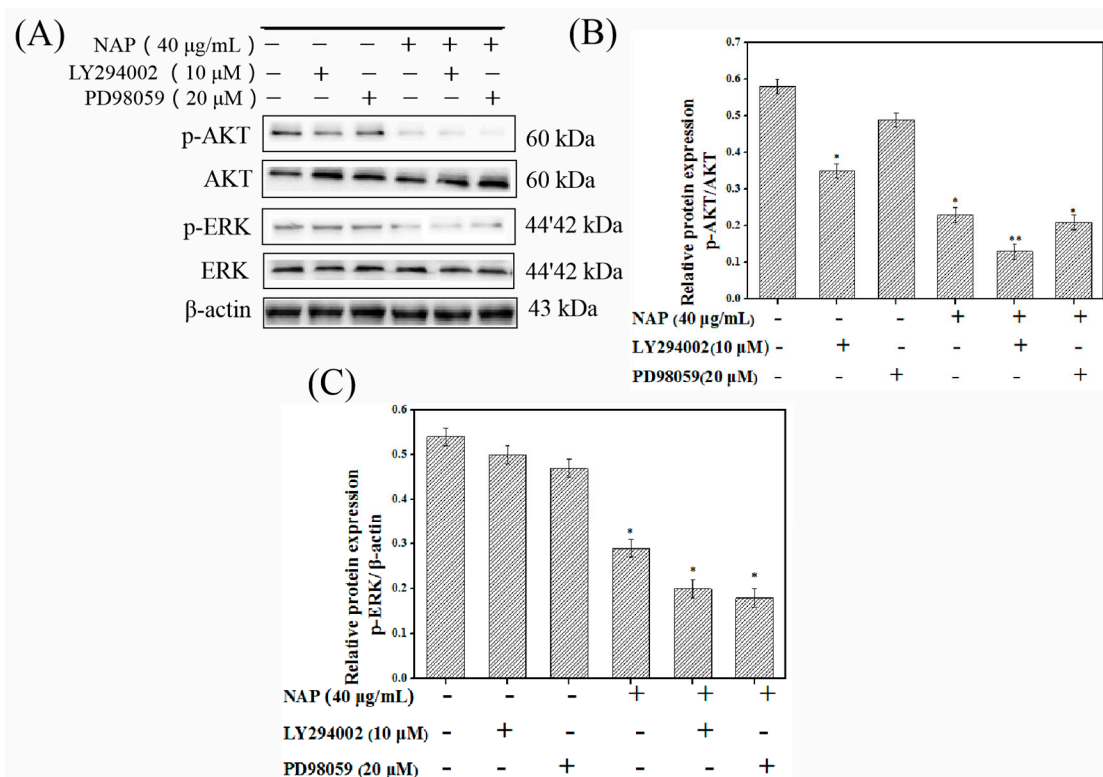 (A)
NAP ( 40 μg/mL) − − − + + +
LY294002 ( 10 μM) − + − − + −
PD98059 ( 20 μM) − − + − − +
p-AKT 60 kDa
AKT 60 kDa
p-ERK 44'42 kDa
ERK 44'42 kDa
β-actin 43 kDa
(B)
Relative protein expression
p-AKT/AKT
0.7
0.6
0.5
0.4
0.3
0.2
0.1
0.0
* * ** *
NAP (40 μg/mL) - - - + + +
LY294002(10 μM) - + - - + -
PD98059(20 μM) - - + - - +
(C)
Relative protein expression
p-ERK/β-actin
0.6
0.5
0.4
0.3
0.2
0.1
0.0
* * *
NAP (40 μg/mL) - - - + + +
LY294002 (10 μM) - + - - + -
PD98059 (20 μM) - - + - - +